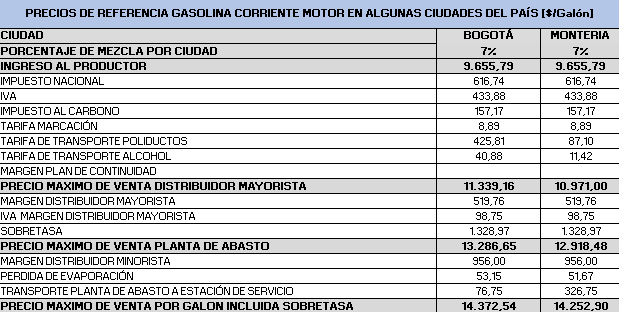 PRECIOS DE REFERENCIA GASOLINA CORRIENTE MOTOR EN ALGUNAS CIUDADES DEL PAÍS [$/Galón]
CIUDAD BOGOTÁ MONTERIA
PORCENTAJE DE MEZCLA POR CIUDAD 7% 7%
INGRESO AL PRODUCTOR 9.655,79 9.655,79
IMPUESTO NACIONAL 616,74 616,74
IVA 433,88 433,88
IMPUESTO AL CARBONO 157,17 157,17
TARIFA MARCACIÓN 8,89 8,89
TARIFA DE TRANSPORTE POLIDUCTOS 425,81 87,10
TARIFA DE TRANSPORTE ALCOHOL 40,88 11,42
MARGEN PLAN DE CONTINUIDAD
PRECIO MAXIMO DE VENTA DISTRIBUIDOR MAYORISTA 11.339,16 10.971,00
MARGEN DISTRIBUIDOR MAYORISTA 519,76 519,76
IVA MARGEN DISTRIBUIDOR MAYORISTA 98,75 98,75
SOBRETASA 1.328,97 1.328,97
PRECIO MAXIMO DE VENTA PLANTA DE ABASTO 13.286,65 12.918,48
MARGEN DISTRIBUIDOR MINORISTA 956,00 956,00
PERDIDA DE EVAPORACIÓN 53,15 51,67
TRANSPORTE PLANTA DE ABASTO A ESTACIÓN DE SERVICIO 76,75 326,75
PRECIO MAXIMO DE VENTA POR GALON INCLUIDA SOBRETASA 14.372,54 14.252,90